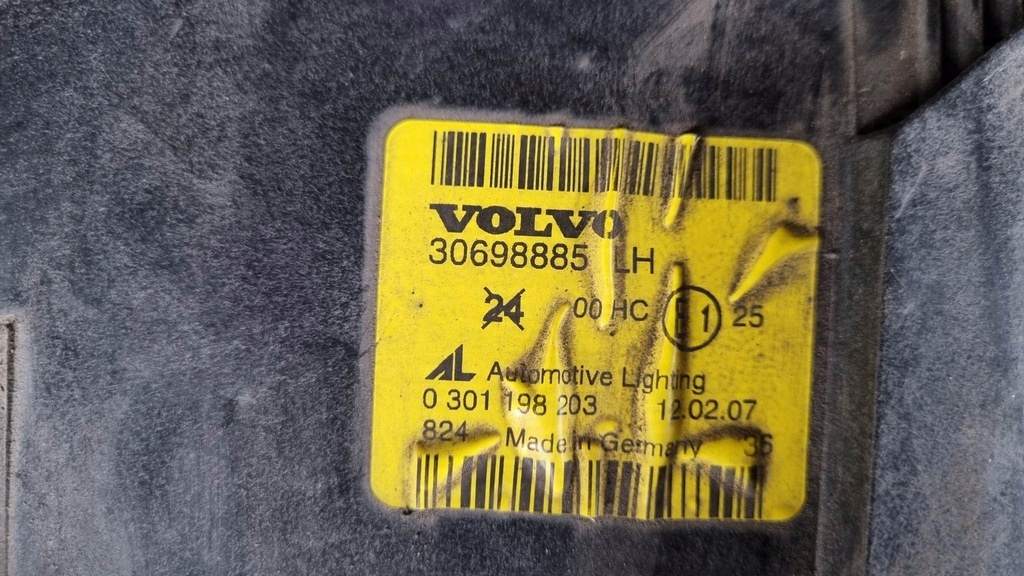 VOLVO
30698885 LH
24 00 HC E1 25
AL Automotive Lighting
0 301 198 203 12.02.07
824 Made in Germany 36